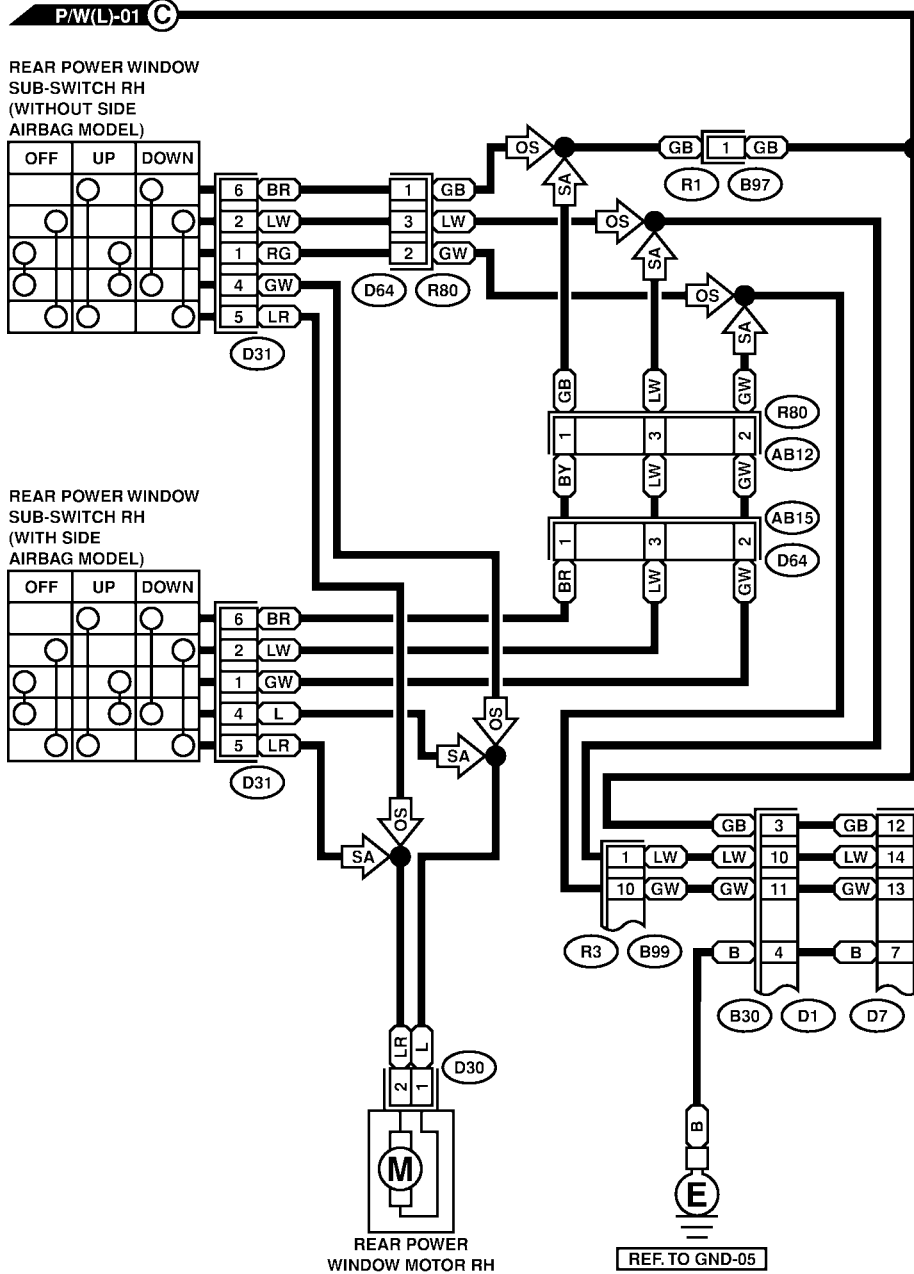 P/W(L)-01 C
REAR POWER WINDOW
SUB-SWITCH RH
(WITHOUT SIDE
AIRBAG MODEL)
OFF UP DOWN
6 BR 1 GB OS SA GB 1 GB
R1 B97
2 LW 3 LW OS SA
1 RG 2 GW OS SA
4 GW D64 R80
5 LR
D31
GB LW GW
R80
1 3 2
AB12
BY LW GW
AB15
1 3 2
D64
BR LW GW
REAR POWER WINDOW
SUB-SWITCH RH
(WITH SIDE
AIRBAG MODEL)
OFF UP DOWN
6 BR
2 LW
1 GW
4 L SA OS
5 LR
D31
SA OS
GB 3 GB 12
1 LW LW 10 LW 14
10 GW GW 11 GW 13
R3 B99 B 4 B 7
B30 D1 D7
LR L
2 1
D30
M
REAR POWER
WINDOW MOTOR RH
B
E
REF. TO GND-05